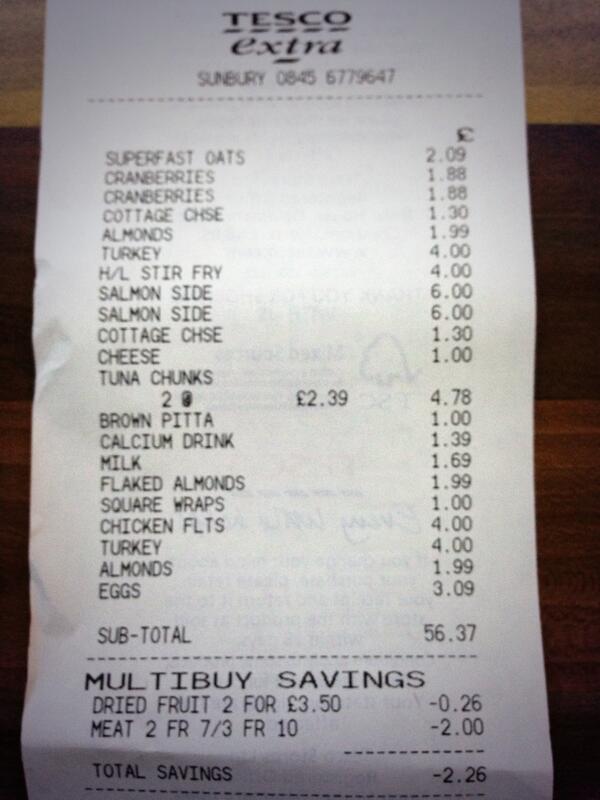 TESCO
extra
SUNBURY 0845 6779647
£
SUPERFAST OATS 2.09
CRANBERRIES 1.88
CRANBERRIES 1.88
COTTAGE CHSE 1.30
ALMONDS 1.99
TURKEY 4.00
H/L STIR FRY 4.00
SALMON SIDE 6.00
SALMON SIDE 6.00
COTTAGE CHSE 1.30
CHEESE 1.00
TUNA CHUNKS
2 @ £2.39 4.78
BROWN PITTA 1.00
CALCIUM DRINK 1.39
MILK 1.69
FLAKED ALMONDS 1.99
SQUARE WRAPS 1.00
CHICKEN FLTS 4.00
TURKEY 4.00
ALMONDS 1.99
EGGS 3.09
SUB-TOTAL 56.37
MULTIBUY SAVINGS
DRIED FRUIT 2 FOR £3.50 -0.26
MEAT 2 FR 7/3 FR 10 -2.00
TOTAL SAVINGS -2.26